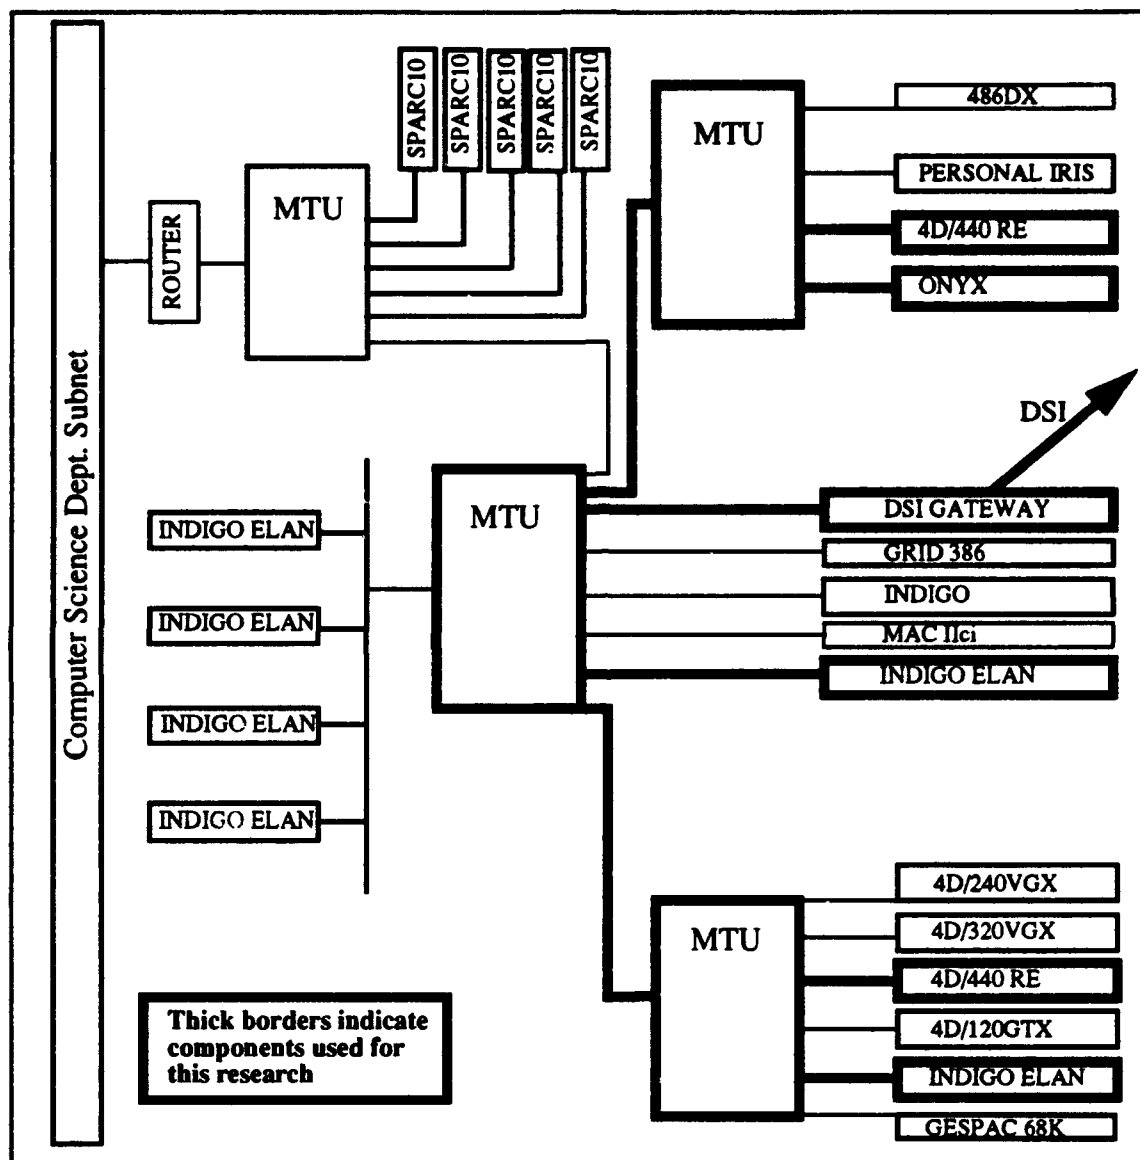 Computer Science Dept. Subnet
ROUTER
MTU
SPARC10
SPARC10
SPARC10
SPARC10
SPARC10
MTU
486DX
PERSONAL IRIS
4D/440 RE
ONYX
DSI
INDIGO ELAN
INDIGO ELAN
INDIGO ELAN
INDIGO ELAN
MTU
DSI GATEWAY
GRID 386
INDIGO
MAC IIci
INDIGO ELAN
MTU
4D/240VGX
4D/320VGX
4D/440 RE
4D/120GTX
INDIGO ELAN
GESPAC 68K
Thick borders indicate
components used for
this research